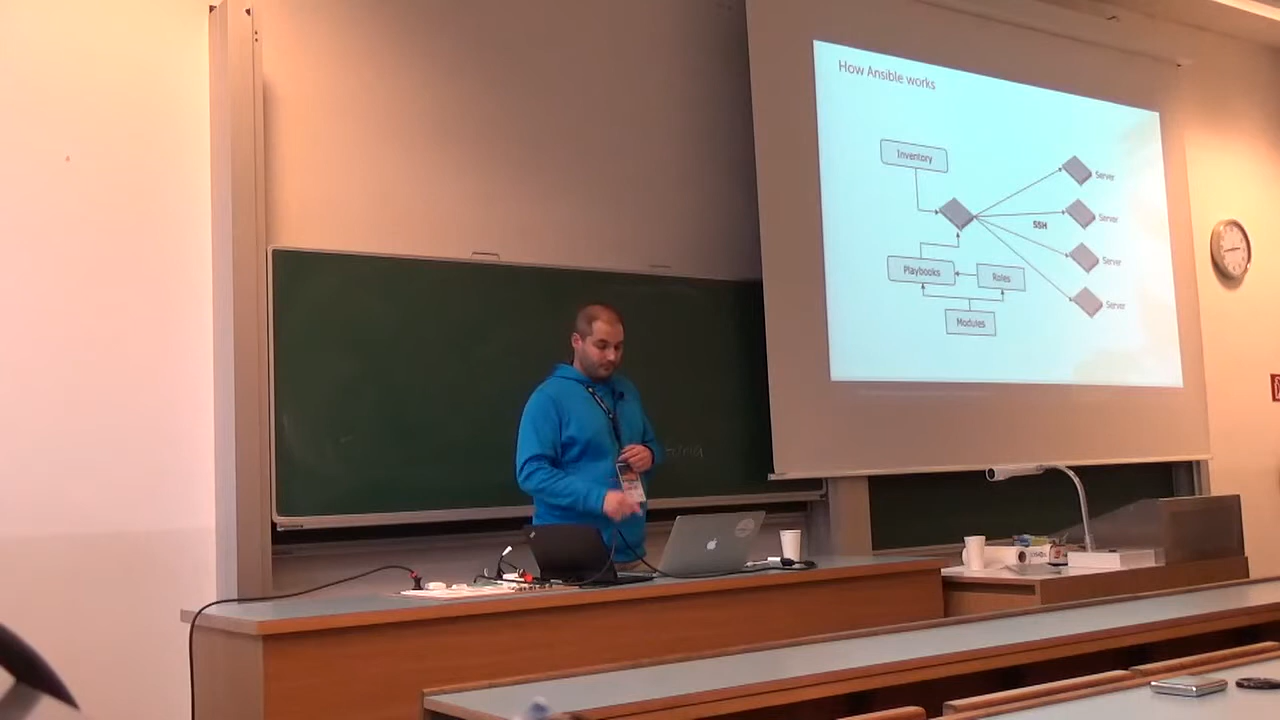 How Ansible works
Inventory
Server
Server
SSH
Server
Playbooks
Roles
Server
Modules